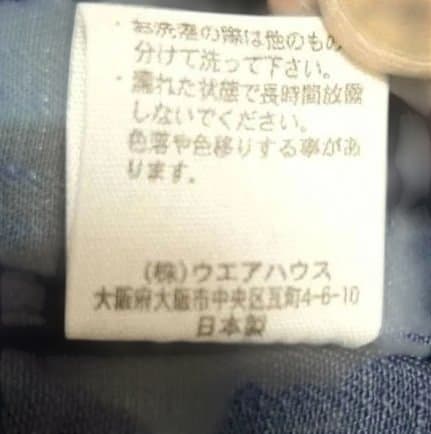 ・お洗濯の際は他のもの
分けて洗って下さい。
・濡れた状態で長時間放置
しないでください。
色落や色移りする事があ
ります。
(株)ウエアハウス
大阪府大阪市中央区瓦町4-6-10
日本製